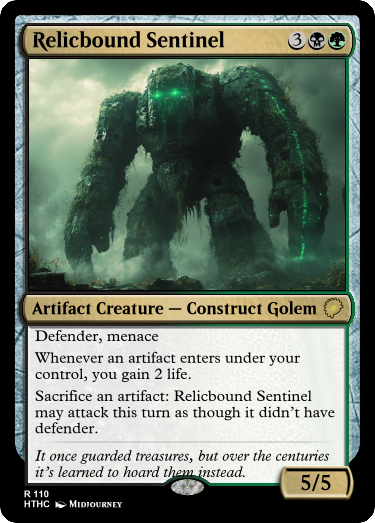 Relicbound Sentinel 3
Artifact Creature — Construct Golem
Defender, menace
Whenever an artifact enters under your
control, you gain 2 life.
Sacrifice an artifact: Relicbound Sentinel
may attack this turn as though it didn't have
defender.
It once guarded treasures, but over the centuries
it's learned to hoard them instead.
5/5
R 110
HTHC Midjourney